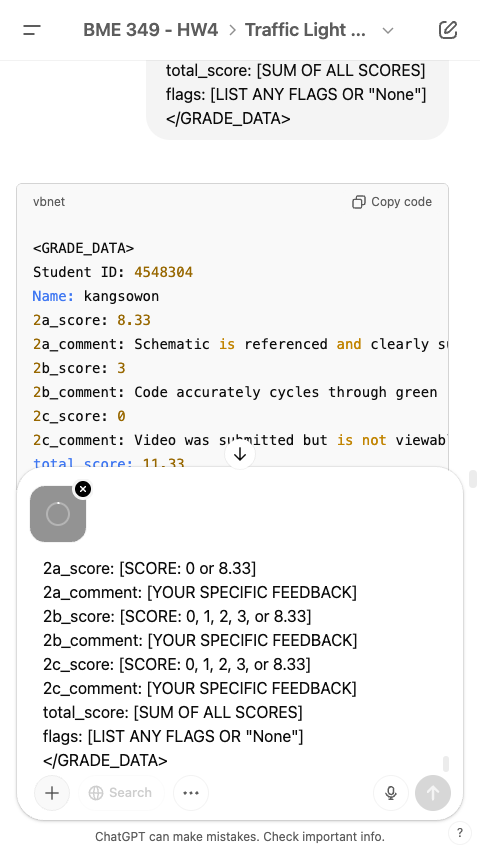 BME 349 - HW4 > Traffic Light ...
total_score: [SUM OF ALL SCORES]
flags: [LIST ANY FLAGS OR "None"]
</GRADE_DATA>
vbnet
Copy code
<GRADE_DATA>
Student ID: 4548304
Name: kangsowon
2a_score: 8.33
2a_comment: Schematic is referenced and clearly su
2b_score: 3
2b_comment: Code accurately cycles through green
2c_score: 0
2c_comment: Video was submitted but is not viewab
total_score: 11.33
2a_score: [SCORE: 0 or 8.33]
2a_comment: [YOUR SPECIFIC FEEDBACK]
2b_score: [SCORE: 0, 1, 2, 3, or 8.33]
2b_comment: [YOUR SPECIFIC FEEDBACK]
2c_score: [SCORE: 0, 1, 2, 3, or 8.33]
2c_comment: [YOUR SPECIFIC FEEDBACK]
total_score: [SUM OF ALL SCORES]
flags: [LIST ANY FLAGS OR "None"]
</GRADE_DATA>
Search
ChatGPT can make mistakes. Check important info.
?